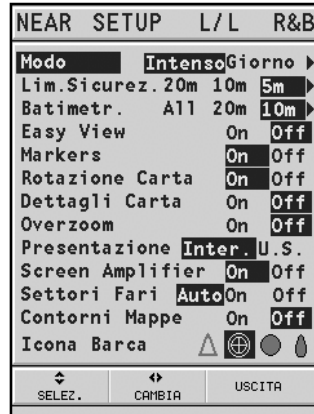 NEAR SETUP L/L R&B
Modo Intenso Giorno
Lim.Sicurez. 20m 10m 5m
Batimetr. All 20m 10m
Easy View On Off
Markers On Off
Rotazione Carta On Off
Dettagli Carta On Off
Overzoom On Off
Presentazione Inter. U.S.
Screen Amplifier On Off
Settori Fari Auto On Off
Contorni Mappe On Off
Icona Barca
SELEZ. CAMBIA USCITA